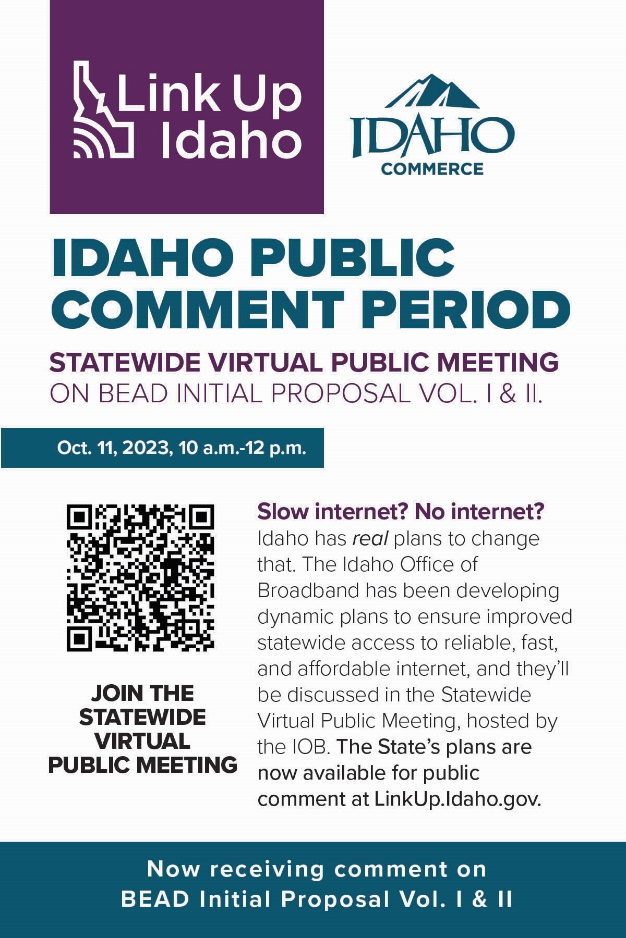 Link Up
Idaho
IDAHO
COMMERCE
IDAHO PUBLIC
COMMENT PERIOD
STATEWIDE VIRTUAL PUBLIC MEETING
ON BEAD INITIAL PROPOSAL VOL. I & II.
Oct. 11, 2023, 10 a.m.-12 p.m.
JOIN THE
STATEWIDE
VIRTUAL
PUBLIC MEETING
Slow internet? No internet?
Idaho has real plans to change
that. The Idaho Office of
Broadband has been developing
dynamic plans to ensure improved
statewide access to reliable, fast,
and affordable internet, and they’ll
be discussed in the Statewide
Virtual Public Meeting, hosted by
the IOB. The State’s plans are
now available for public
comment at LinkUp.Idaho.gov.
Now receiving comment on
BEAD Initial Proposal Vol. I & II